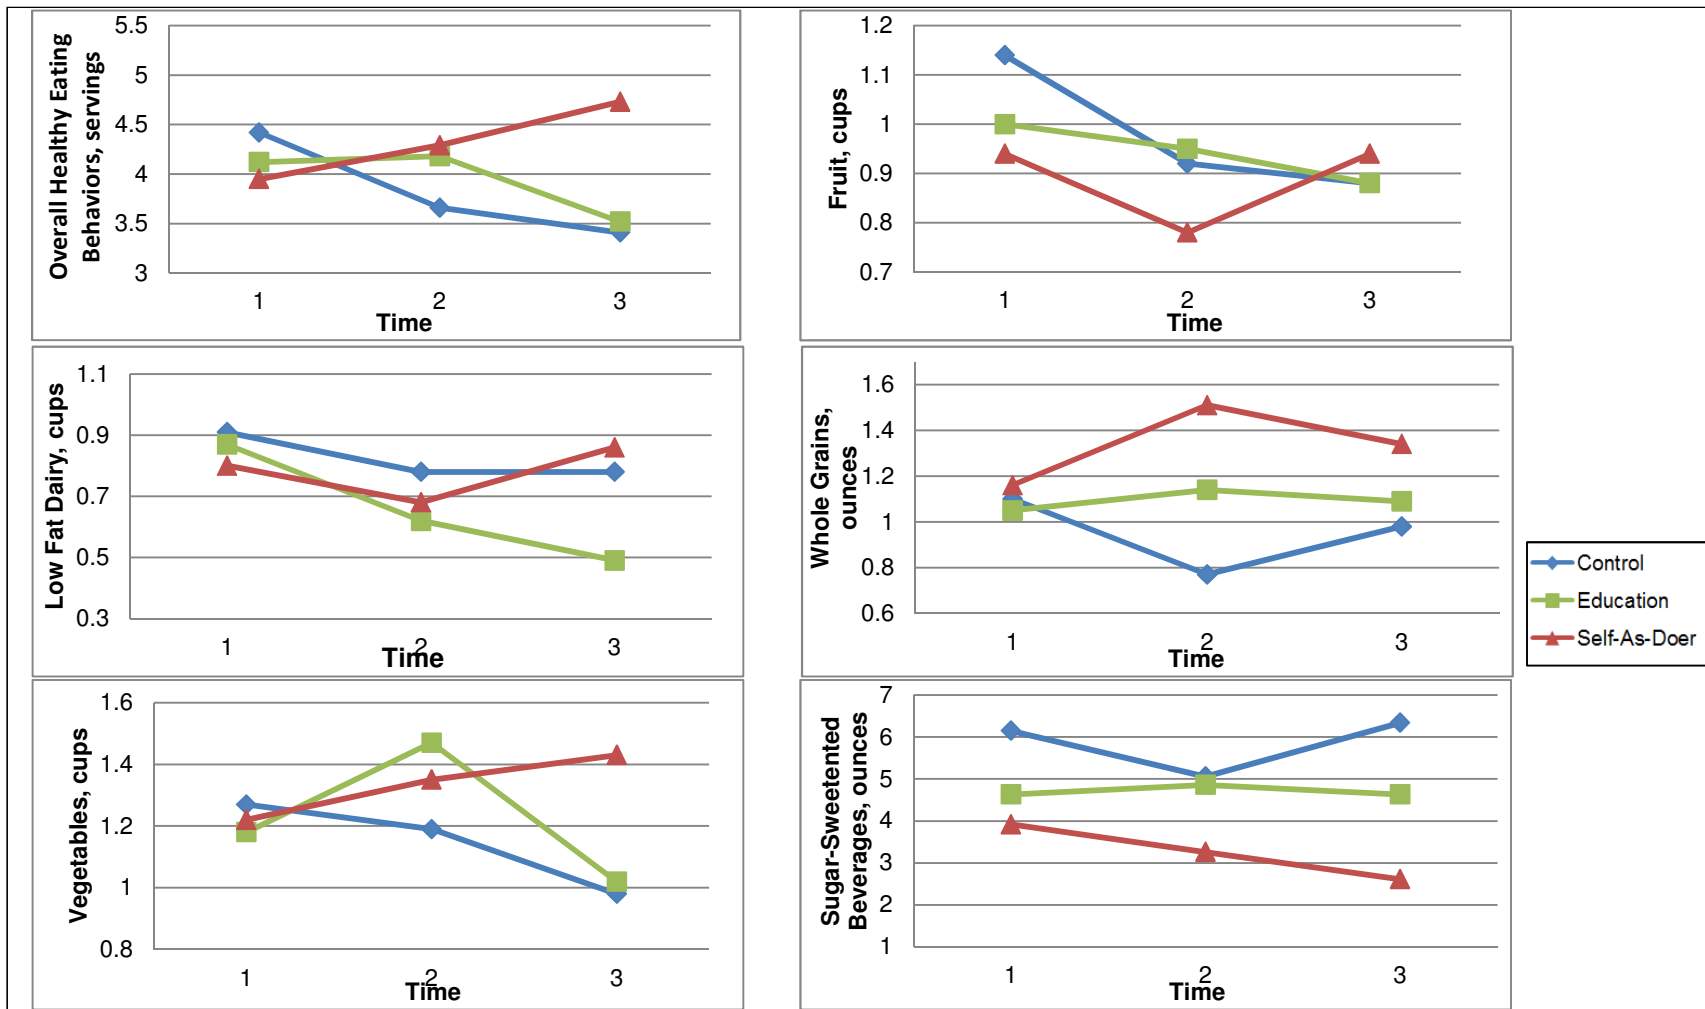 Overall Healthy Eating
Behaviors, servings
5.5
5
4.5
4
3.5
3
1 2 3
Time
Fruit, cups
1.2
1.1
1
0.9
0.8
0.7
1 2 3
Time
Low Fat Dairy, cups
1.1
0.9
0.7
0.5
0.3
1 2 3
Time
Whole Grains,
ounces
1.6
1.4
1.2
1
0.8
0.6
1 2 3
Time
Control
Education
Self-As-Doer
Vegetables, cups
1.6
1.4
1.2
1
0.8
1 2 3
Time
Sugar-Sweetented
Beverages, ounces
7
6
5
4
3
2
1
1 2 3
Time